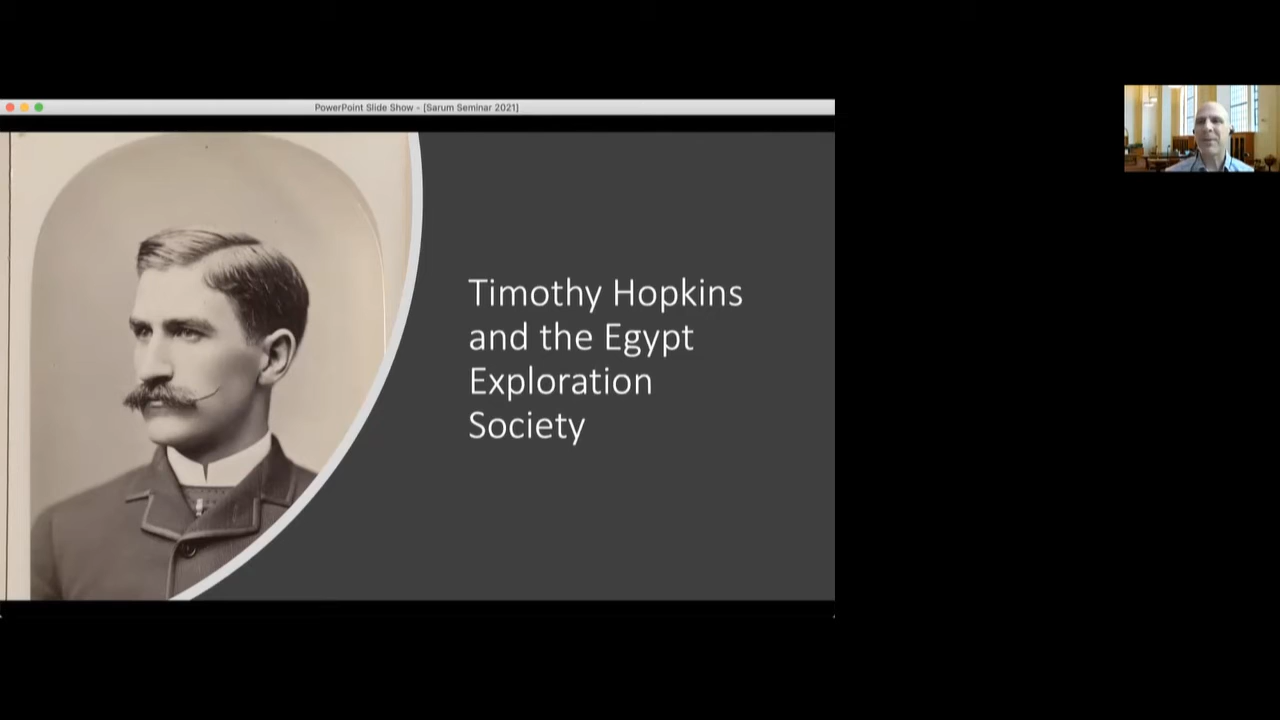 PowerPoint Slide Show - [Sarum Seminar 2021]
Timothy Hopkins
and the Egypt
Exploration
Society